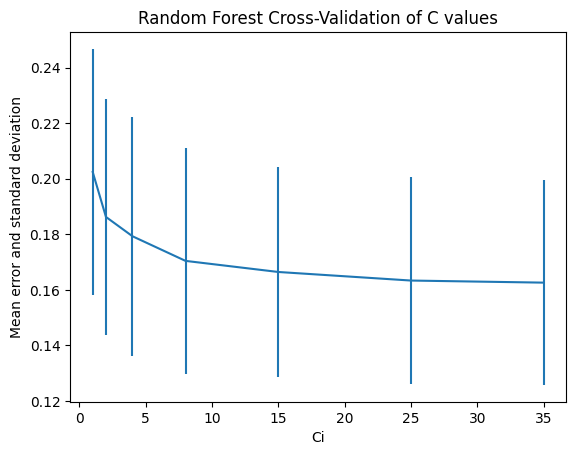 Random Forest Cross-Validation of C values
Mean error and standard deviation
0.24
0.22
0.20
0.18
0.16
0.14
0.12
0 5 10 15 20 25 30 35
Ci